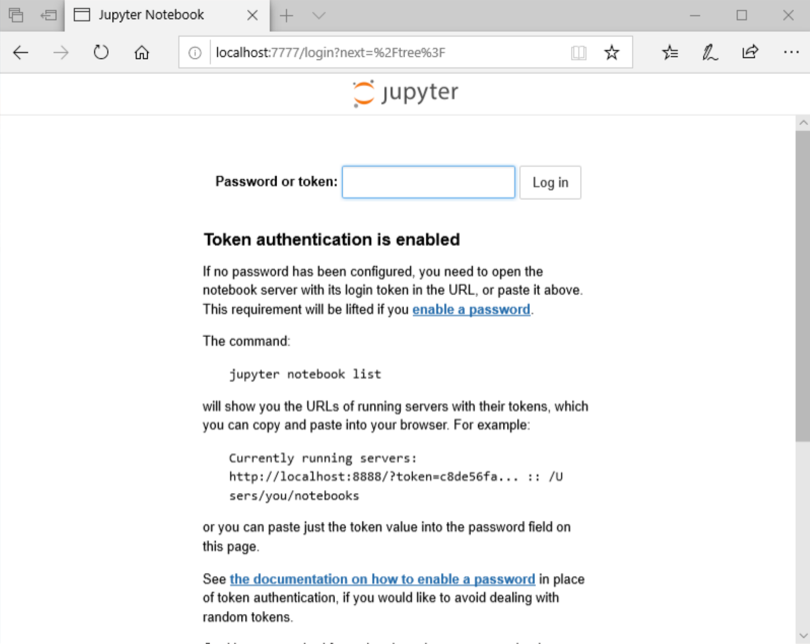 Jupyter Notebook
localhost:7777/login?next=%2Ftree%3F
jupyter
Password or token:
Log in
Token authentication is enabled
If no password has been configured, you need to open the
notebook server with its login token in the URL, or paste it above.
This requirement will be lifted if you enable a password.
The command:
jupyter notebook list
will show you the URLs of running servers with their tokens, which
you can copy and paste into your browser. For example:
Currently running servers:
http://localhost:8888/?token=c8de56fa... :: /U
sers/you/notebooks
or you can paste just the token value into the password field on
this page.
See the documentation on how to enable a password in place
of token authentication, if you would like to avoid dealing with
random tokens.